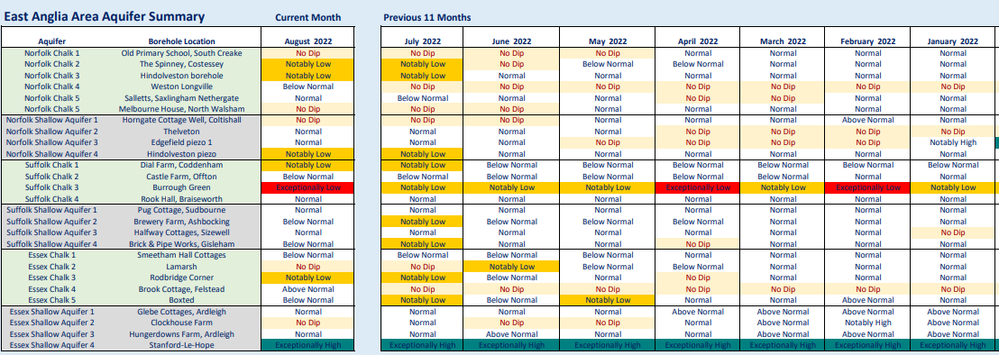 East Anglia Area Aquifer Summary Current Month Previous 11 Months
Aquifer Borehole Location August 2022 July 2022 June 2022 May 2022 April 2022 March 2022 February 2022 January 2022
Norfolk Chalk 1 Old Primary School, South Creake No Dip No Dip No Dip No Dip Normal Normal Normal Normal
Norfolk Chalk 2 The Spinney, Costessey Notably Low Notably Low No Dip Below Normal Below Normal Normal Normal Normal
Norfolk Chalk 3 Hindolveston borehole Notably Low Notably Low Normal Normal Normal Normal Normal Normal
Norfolk Chalk 4 Weston Longville Below Normal No Dip No Dip No Dip No Dip No Dip No Dip No Dip
Norfolk Chalk 5 Salletts, Saxlingham Nethergate Normal Below Normal Normal Normal No Dip No Dip Normal Normal
Norfolk Chalk 5 Melbourne House, North Walsham No Dip No Dip No Dip Normal No Dip No Dip Normal Normal
Norfolk Shallow Aquifer 1 Horngate Cottage Well, Coltishall No Dip No Dip No Dip Normal Normal Normal Above Normal Normal
Norfolk Shallow Aquifer 2 Thelveton Normal Normal Normal Normal No Dip No Dip No Dip No Dip
Norfolk Shallow Aquifer 3 Edgefield piezo 1 Normal Normal Normal No Dip No Dip No Dip No Dip Notably High
Norfolk Shallow Aquifer 4 Hindolveston piezo Notably Low Notably Low Normal Normal Normal Normal Normal Normal
Suffolk Chalk 1 Dial Farm, Coddenham Notably Low Notably Low Below Normal Below Normal Below Normal Below Normal Below Normal Below Normal
Suffolk Chalk 2 Castle Farm, Offton Below Normal Below Normal Below Normal Below Normal Below Normal Normal Normal Normal
Suffolk Chalk 3 Burrough Green Exceptionally Low Notably Low Notably Low Notably Low Exceptionally Low Notably Low Exceptionally Low Notably Low
Suffolk Chalk 4 Rook Hall, Braiseworth Normal Normal Normal Normal Normal Normal Normal Normal
Suffolk Shallow Aquifer 1 Pug Cottage, Sudbourne Normal Normal Normal Normal Normal Normal Normal Normal
Suffolk Shallow Aquifer 2 Brewery Farm, Ashbocking Below Normal Notably Low Below Normal Below Normal Below Normal Normal Normal Normal
Suffolk Shallow Aquifer 3 Halfway Cottages, Sizewell Normal Normal Normal Normal Normal Normal Normal No Dip
Suffolk Shallow Aquifer 4 Brick & Pipe Works, Gisleham Below Normal Notably Low Normal Normal No Dip Normal Normal Normal
Essex Chalk 1 Smeetham Hall Cottages Below Normal Below Normal Below Normal Below Normal Normal Normal Normal Normal
Essex Chalk 2 Lamarsh No Dip No Dip Notably Low Below Normal Below Normal Normal Normal Normal
Essex Chalk 3 Rodbridge Corner Notably Low Notably Low Below Normal Normal No Dip Normal Normal Normal
Essex Chalk 4 Brook Cottage, Felstead Above Normal No Dip No Dip No Dip No Dip No Dip No Dip No Dip
Essex Chalk 5 Boxted Below Normal Notably Low Below Normal Notably Low Normal Normal Above Normal Normal
Essex Shallow Aquifer 1 Glebe Cottages, Ardleigh Normal Normal Normal Normal Above Normal Above Normal Above Normal Above Normal
Essex Shallow Aquifer 2 Clockhouse Farm No Dip Normal No Dip No Dip Normal Normal Notably High Above Normal
Essex Shallow Aquifer 3 Hungerdowns Farm, Ardleigh Normal Normal Above Normal Normal Normal Above Normal Above Normal Above Normal
Essex Shallow Aquifer 4 Stanford-Le-Hope Exceptionally High Exceptionally High Exceptionally High Exceptionally High Exceptionally High Exceptionally High Exceptionally High Exceptionally High